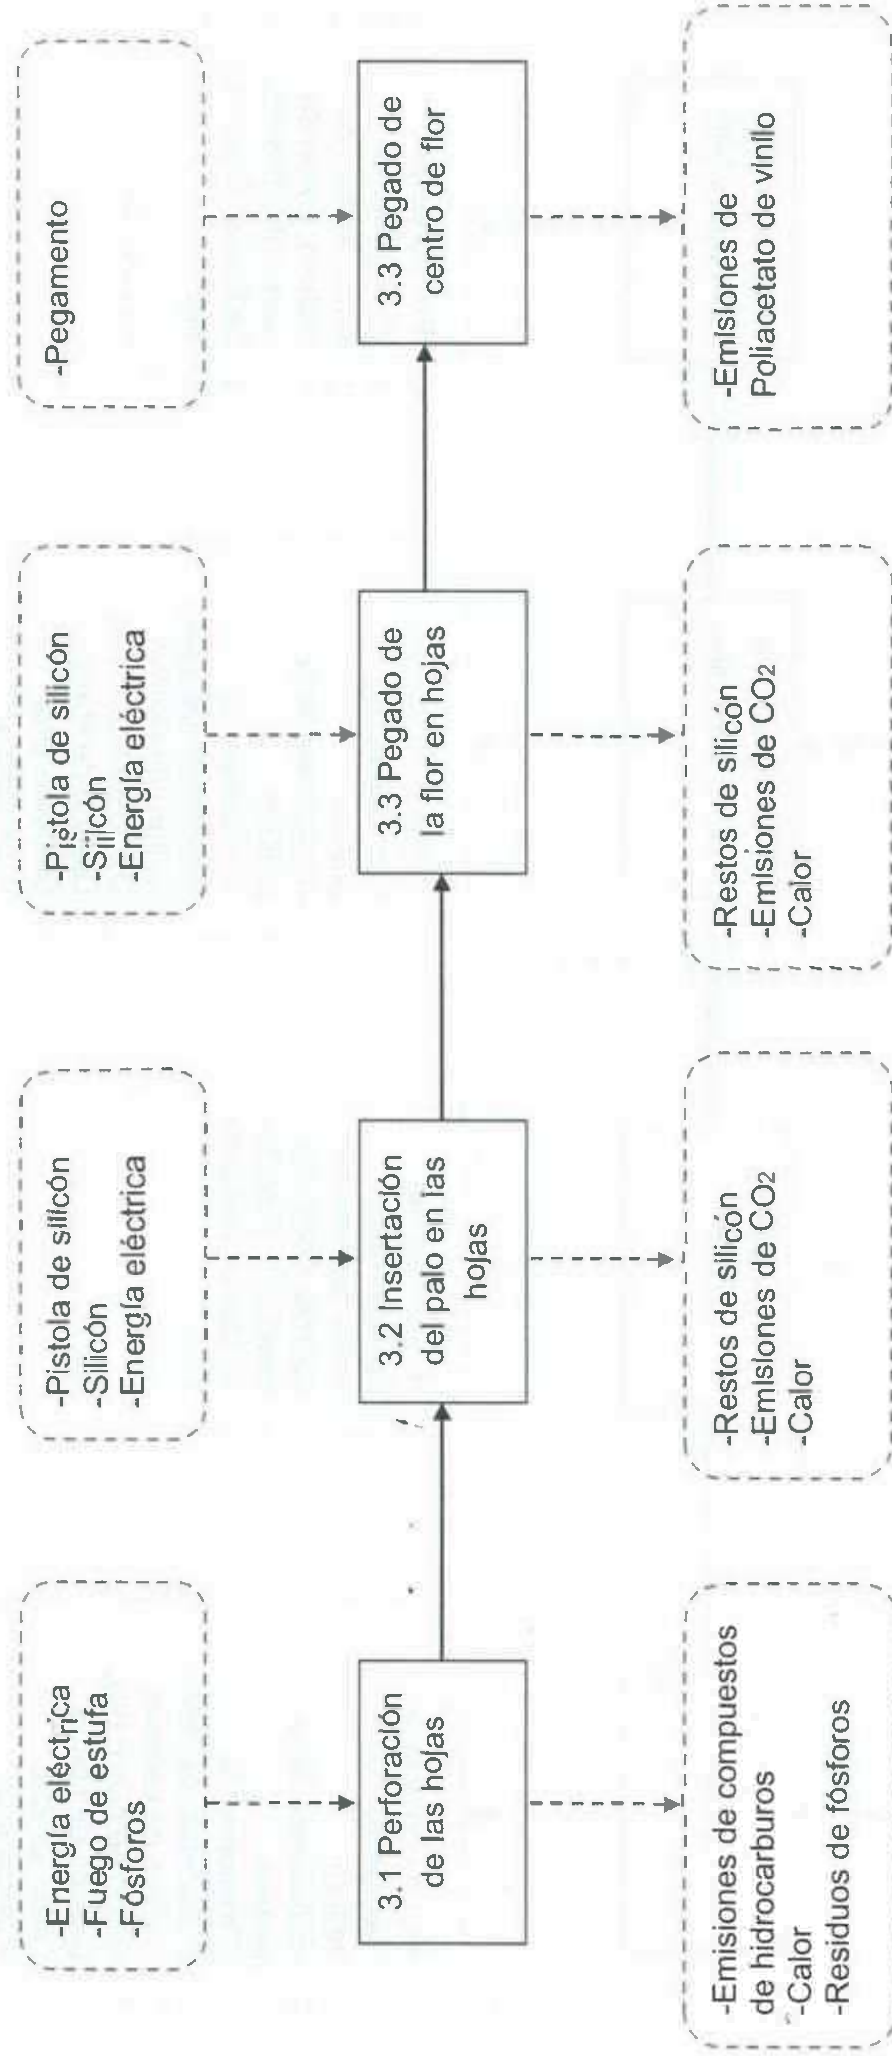 -Energía eléctrica
-Fuego de estufa
-Fósforos
-Pistola de silicón
-Silicón
-Energía eléctrica
-Pistola de silicón
-Silicón
-Energía eléctrica
-Pegamento
3.1 Perforación
de las hojas
3.2 Insertación
del palo en las
hojas
3.3 Pegado de
la flor en hojas
3.3 Pegado de
centro de flor
-Emisiones de compuestos
de hidrocarburos
-Calor
-Residuos de fósforos
-Restos de silicón
-Emisiones de CO2
-Calor
-Restos de silicón
-Emisiones de CO2
-Calor
-Emisiones de
Poliacetato de vinilo